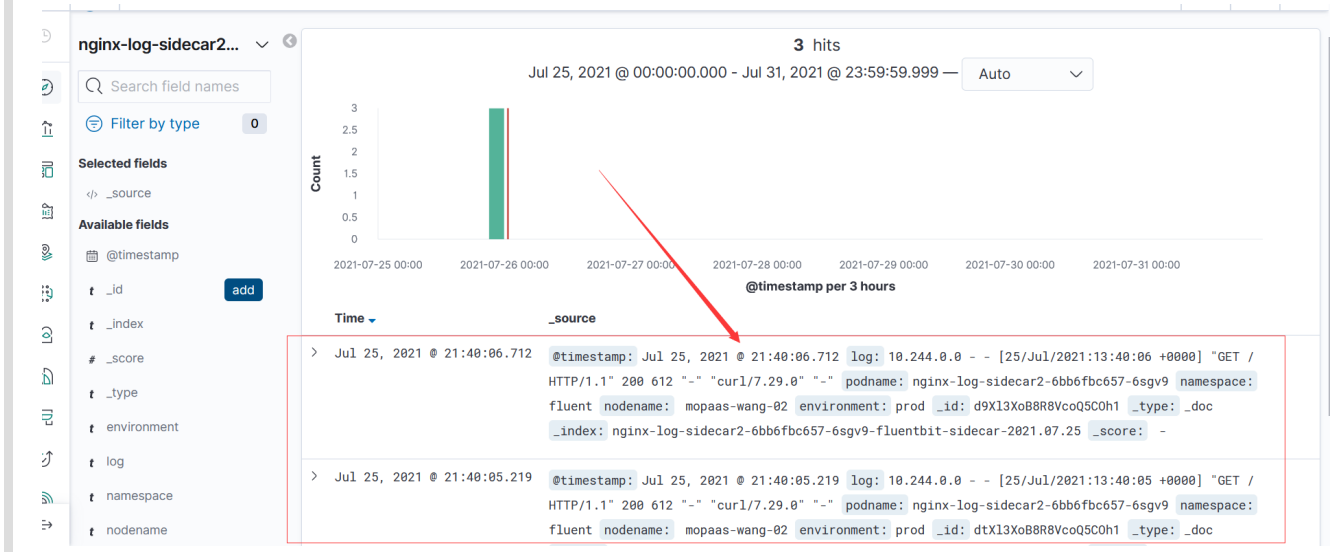 nginx-log-sidecar2...
Search field names
Filter by type 0
Selected fields
</> _source
Available fields
@timestamp
t _id add
t _index
# _score
t _type
t environment
t log
t namespace
t nodename
3 hits
Jul 25, 2021 @ 00:00:00.000 - Jul 31, 2021 @ 23:59:59.999 — Auto
Count
3
2.5
2
1.5
1
0.5
0
2021-07-25 00:00 2021-07-26 00:00 2021-07-27 00:00 2021-07-28 00:00 2021-07-29 00:00 2021-07-30 00:00 2021-07-31 00:00
@timestamp per 3 hours
Time _source
> Jul 25, 2021 @ 21:40:06.712 @timestamp: Jul 25, 2021 @ 21:40:06.712 log: 10.244.0.0 - - [25/Jul/2021:13:40:06 +0000] "GET /
HTTP/1.1" 200 612 "-" "curl/7.29.0" "-" podname: nginx-log-sidecar2-6bb6fbc657-6sgv9 namespace:
fluent nodename: mopaas-wang-02 environment: prod _id: d9Xl3XoB8R8VcoQ5COh1 _type: _doc
_index: nginx-log-sidecar2-6bb6fbc657-6sgv9-fluentbit-sidecar-2021.07.25 _score: -
> Jul 25, 2021 @ 21:40:05.219 @timestamp: Jul 25, 2021 @ 21:40:05.219 log: 10.244.0.0 - - [25/Jul/2021:13:40:05 +0000] "GET /
HTTP/1.1" 200 612 "-" "curl/7.29.0" "-" podname: nginx-log-sidecar2-6bb6fbc657-6sgv9 namespace:
fluent nodename: mopaas-wang-02 environment: prod _id: dtXl3XoB8R8VcoQ5COh1 _type: _doc